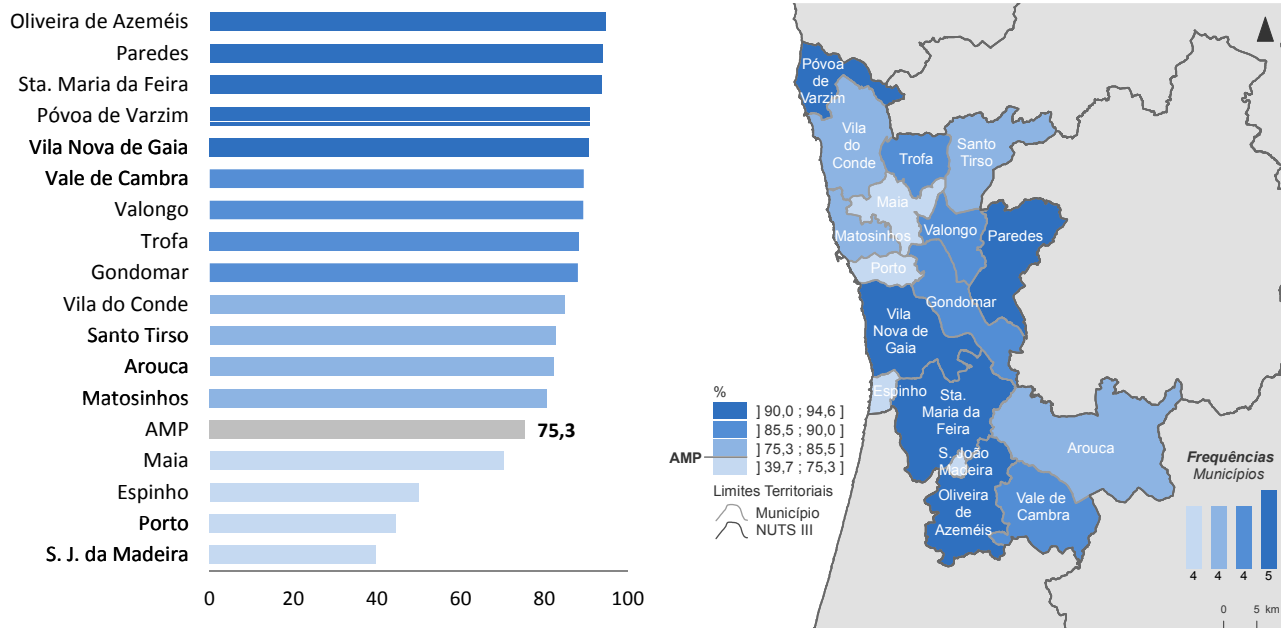 Oliveira de Azeméis
Paredes
Sta. Maria da Feira
Póvoa de Varzim
Vila Nova de Gaia
Vale de Cambra
Valongo
Trofa
Gondomar
Vila do Conde
Santo Tirso
Arouca
Matosinhos
AMP
75,3
Maia
Espinho
Porto
S. J. da Madeira
0 20 40 60 80 100
Póvoa
de
Varzim
Vila
do
Conde
Trofa
Santo
Tirso
Maia
Matosinhos
Valongo
Paredes
Porto
Gondomar
Vila
Nova de
Gaia
Espinho
Sta.
Maria da
Feira
S. João
Madeira
Arouca
Oliveira
de
Azeméis
Vale de
Cambra
%
] 90,0 ; 94,6 ]
] 85,5 ; 90,0 ]
] 75,3 ; 85,5 ]
AMP
] 39,7 ; 75,3 ]
Limites Territoriais
Município
NUTS III
Frequências
Municípios
4 4 4 5
0 5 km